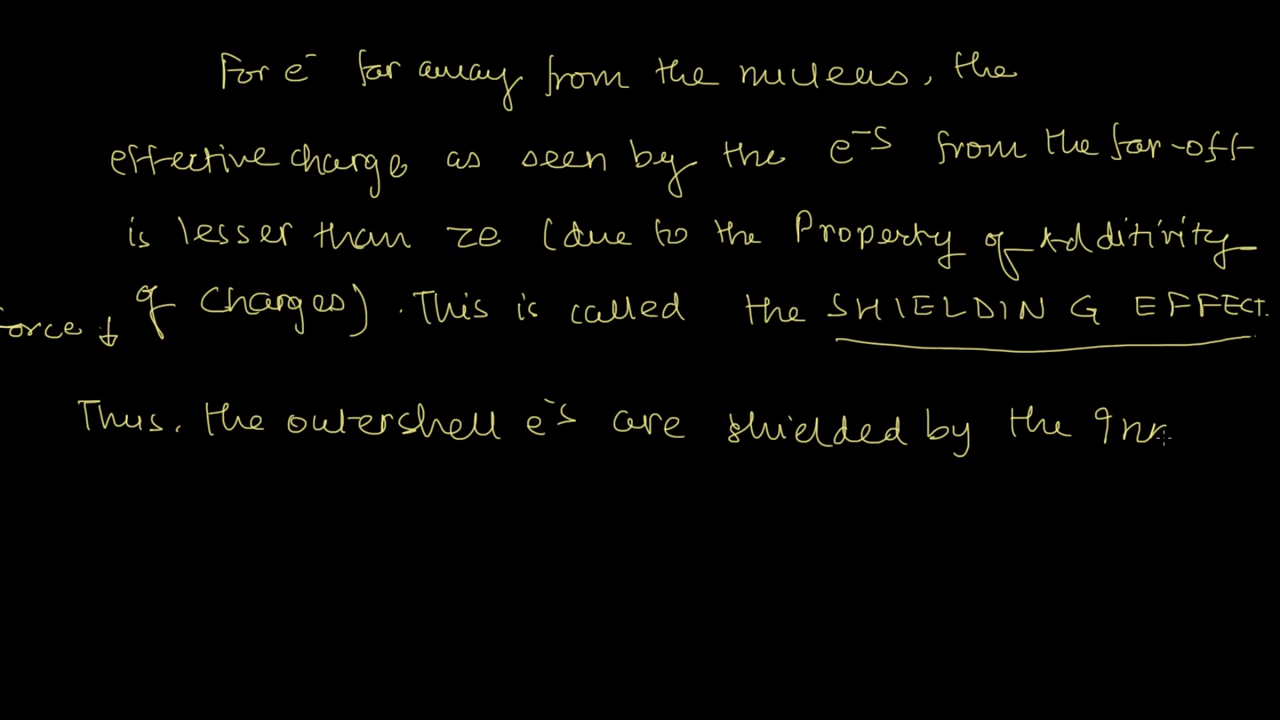 For e⁻ far away from the nucleus, the
effective charge as seen by the e⁻s from the far-off
is lesser than ze (due to the Property of Additivity
force ↓ of charges). This is called the SHIELDING EFFECT.
Thus, the outershell e⁻s are shielded by the Inn